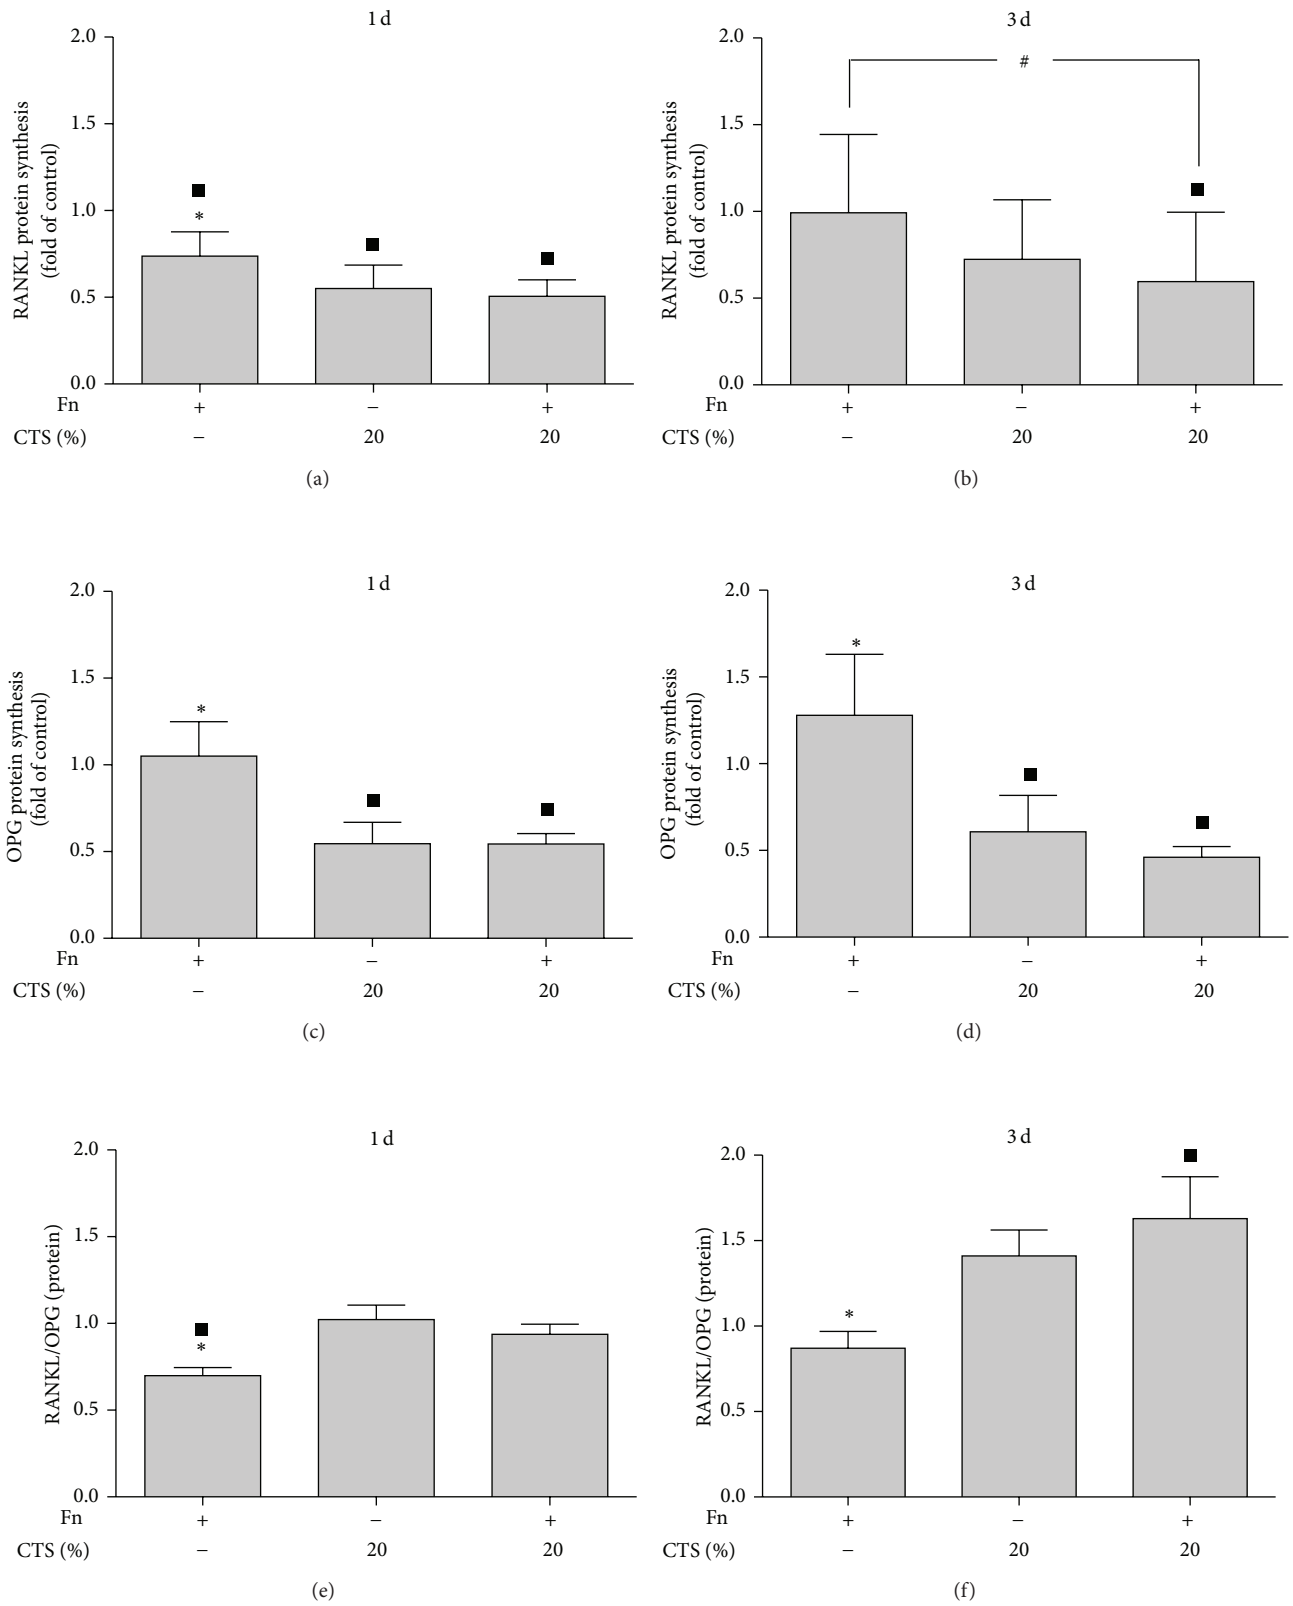 1 d
RANKL protein synthesis
(fold of control)
2.0
1.5
1.0
0.5
0.0
■
*
■
■
Fn + − +
CTS (%) − 20 20
(a)
3 d
RANKL protein synthesis
(fold of control)
2.0
1.5
1.0
0.5
0.0
#
■
Fn + − +
CTS (%) − 20 20
(b)
1 d
OPG protein synthesis
(fold of control)
2.0
1.5
1.0
0.5
0.0
*
■
■
Fn + − +
CTS (%) − 20 20
(c)
3 d
OPG protein synthesis
(fold of control)
2.0
1.5
1.0
0.5
0.0
*
■
■
Fn + − +
CTS (%) − 20 20
(d)
1 d
RANKL/OPG (protein)
2.0
1.5
1.0
0.5
0.0
■
*
Fn + − +
CTS (%) − 20 20
(e)
3 d
RANKL/OPG (protein)
2.0
1.5
1.0
0.5
0.0
*
■
Fn + − +
CTS (%) − 20 20
(f)